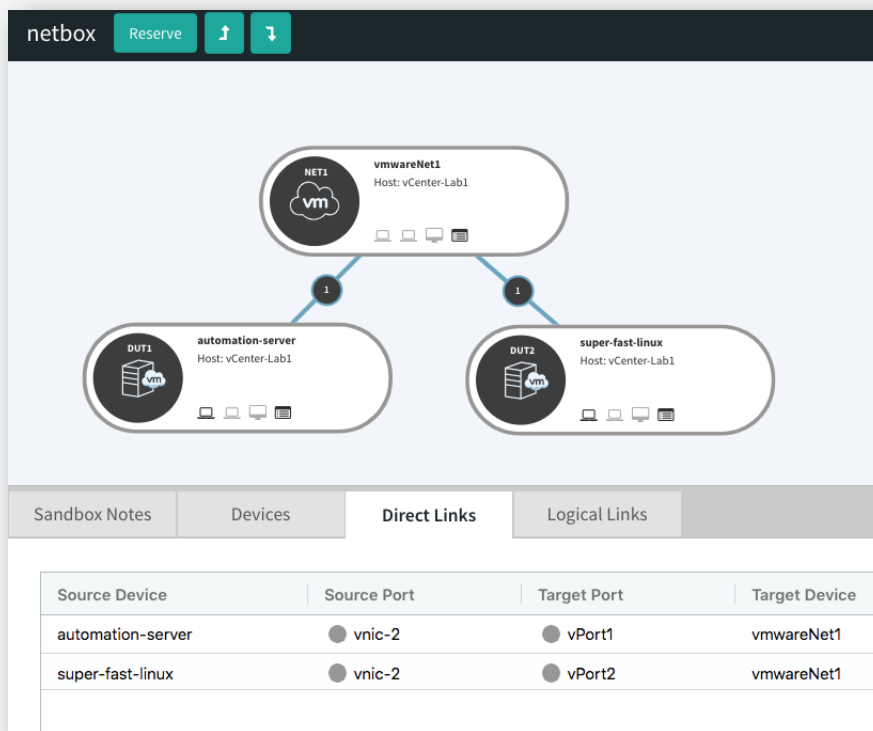 netbox Reserve
NET1
vm
vmwareNet1
Host: vCenter-Lab1
1
1
DUT1
vm
automation-server
Host: vCenter-Lab1
DUT2
vm
super-fast-linux
Host: vCenter-Lab1
Sandbox Notes Devices Direct Links Logical Links
Source Device Source Port Target Port Target Device
automation-server vnic-2 vPort1 vmwareNet1
super-fast-linux vnic-2 vPort2 vmwareNet1